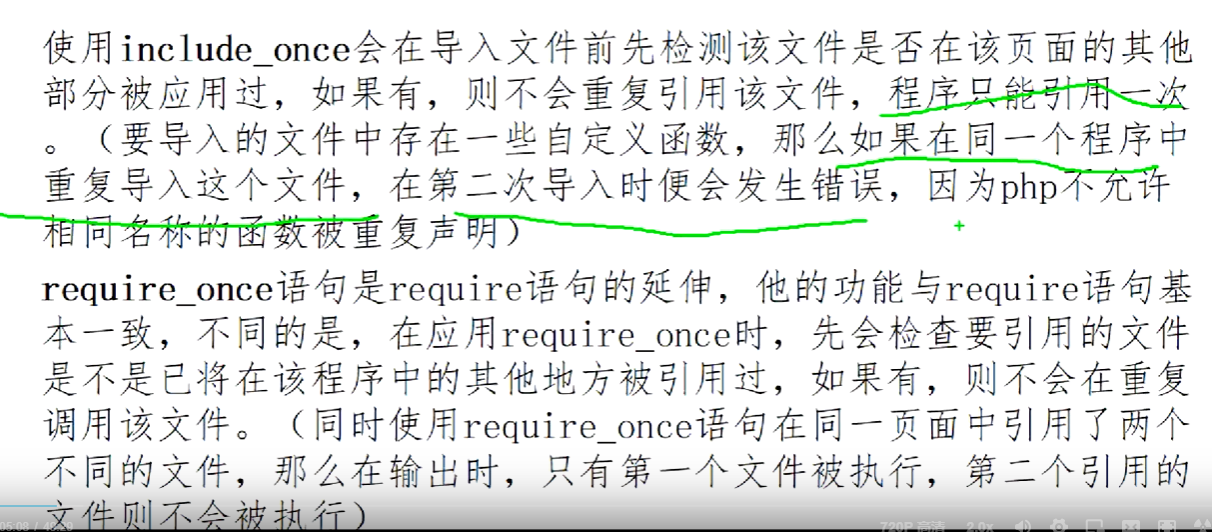 使用include_once会在导入文件前先检测该文件是否在该页面的其他
部分被应用过，如果有，则不会重复引用该文件，程序只能引用一次
。（要导入的文件中存在一些自定义函数，那么如果在同一个程序中
重复导入这个文件，在第二次导入时便会发生错误，因为php不允许
相同名称的函数被重复声明）
require_once语句是require语句的延伸，他的功能与require语句基
本一致，不同的是，在应用require_once时，先会检查要引用的文件
是不是已将在该程序中的其他地方被引用过，如果有，则不会在重复
调用该文件。（同时使用require_once语句在同一页面中引用了两个
不同的文件，那么在输出时，只有第一个文件被执行，第二个引用的
文件则不会被执行）
05:08 / 49:29 720P 高清 2.0x